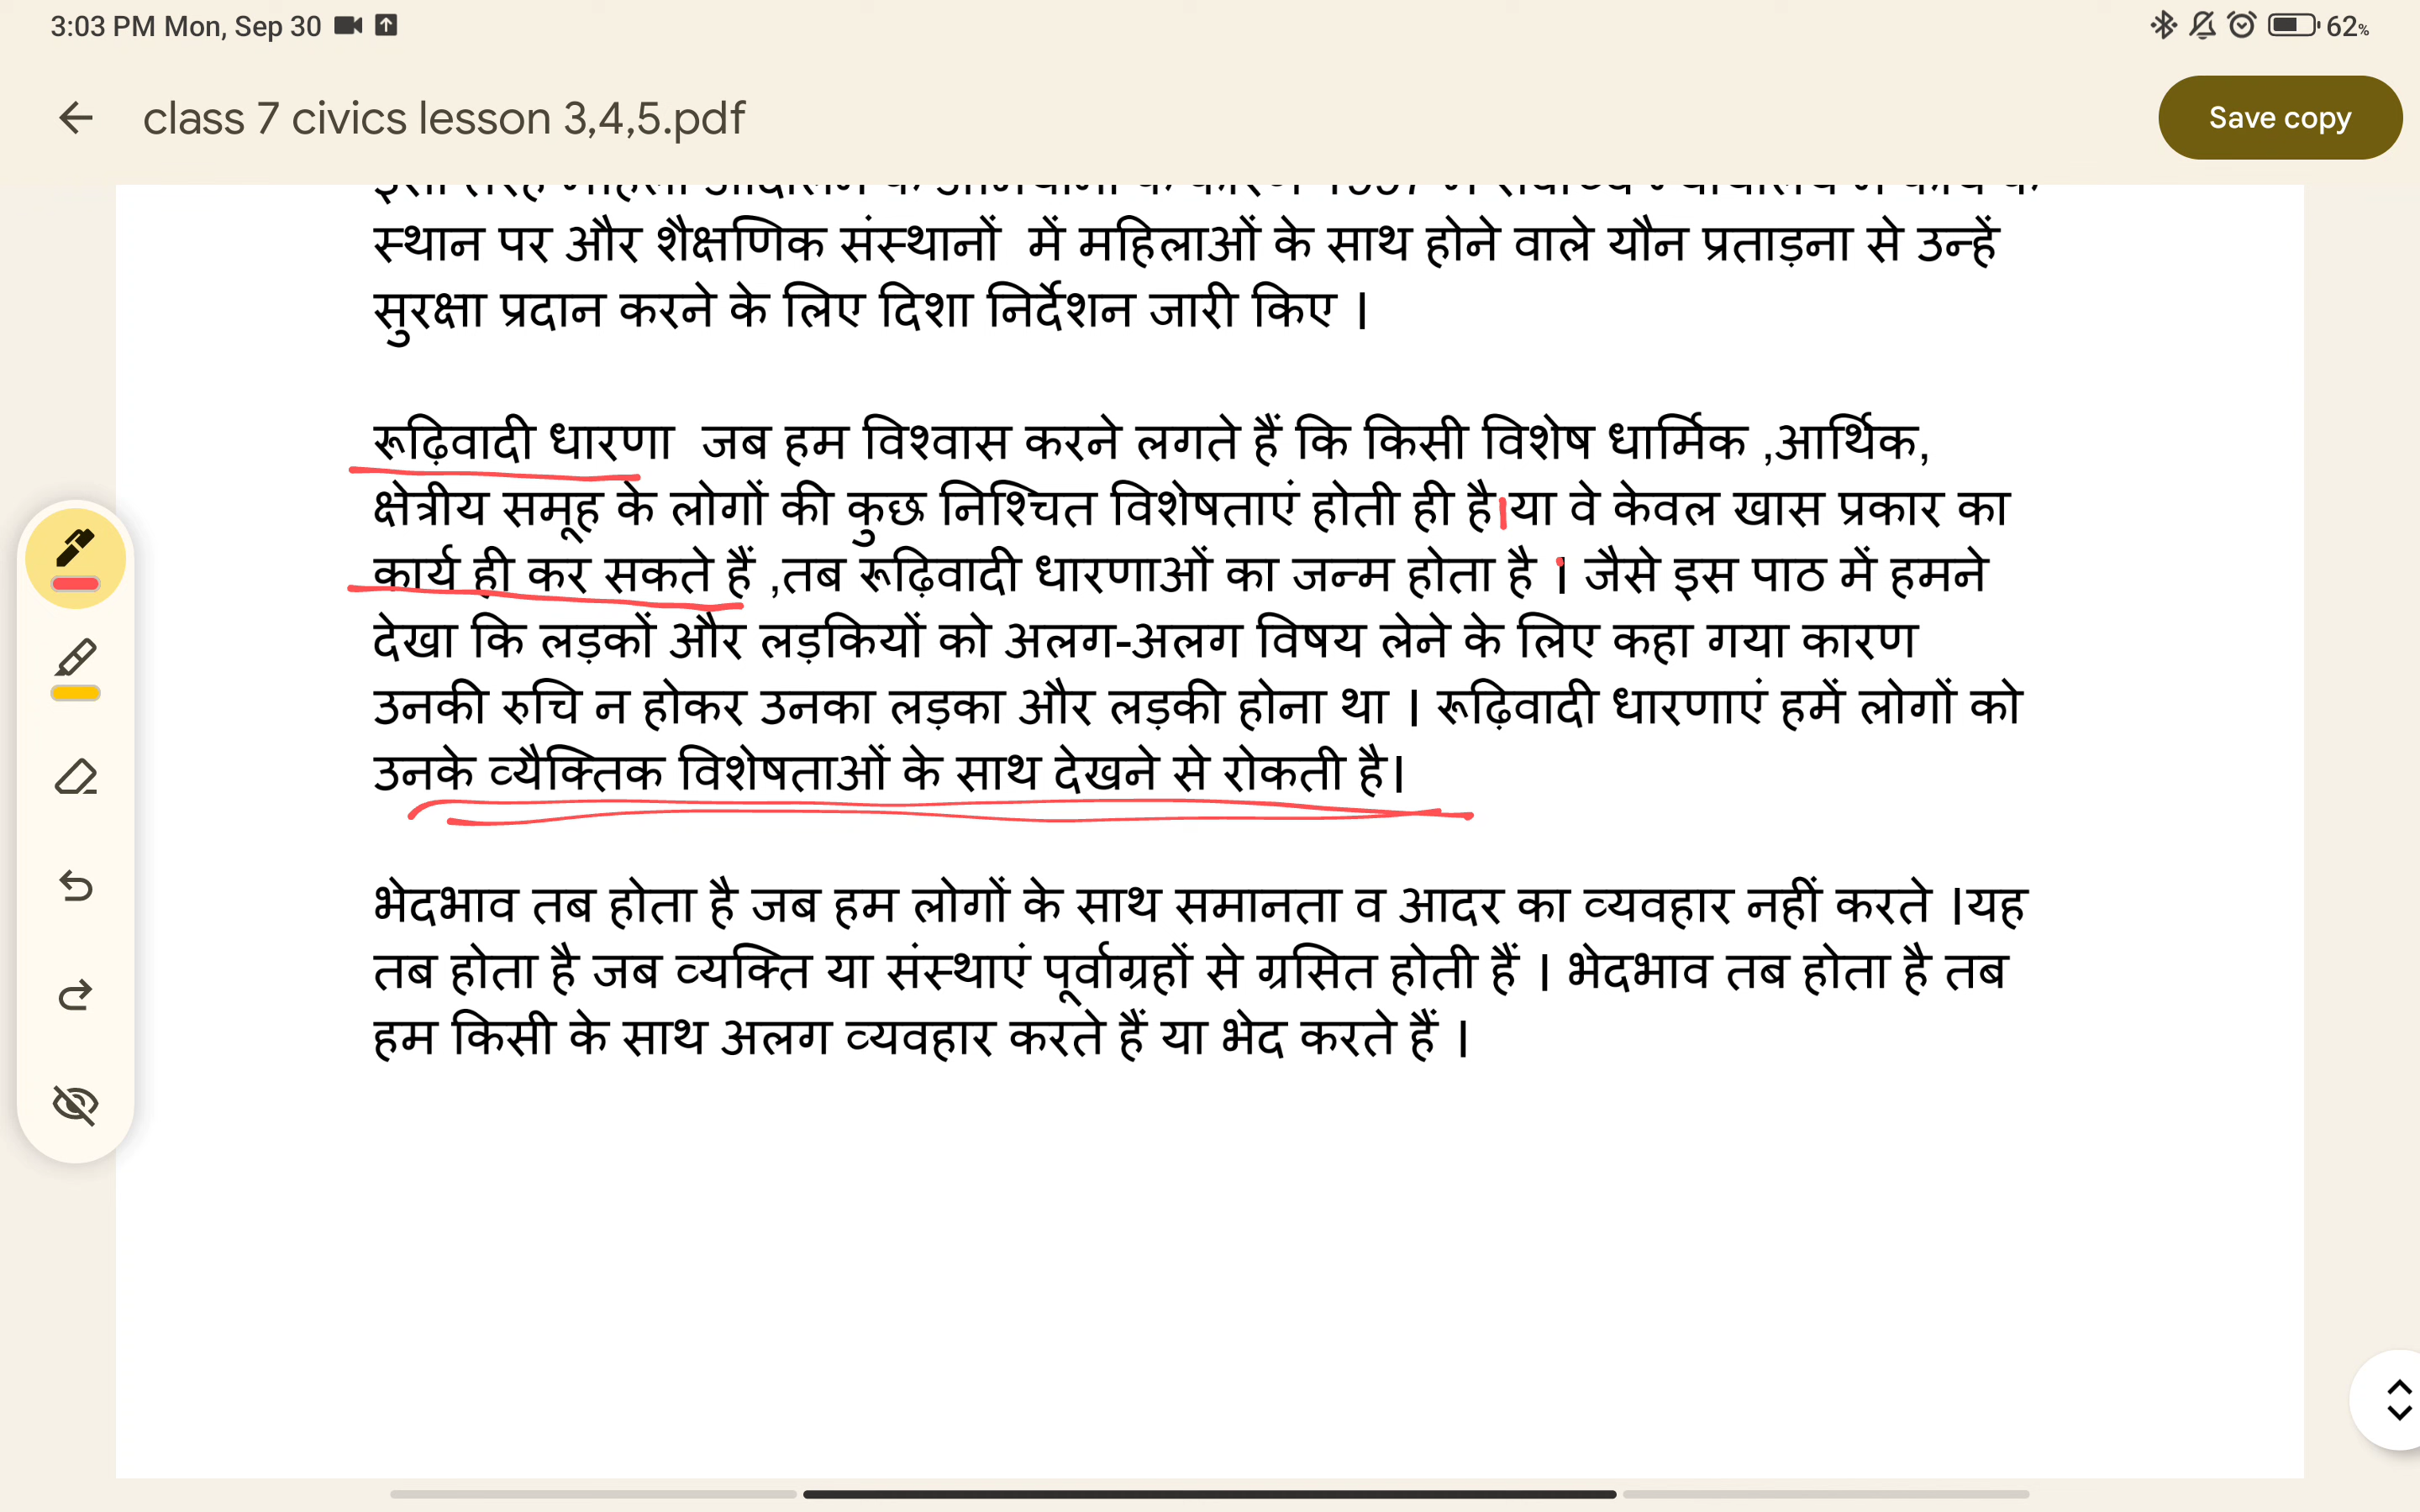 3:03 PM Mon, Sep 30
62%
class 7 civics lesson 3,4,5.pdf
Save copy
स्थान पर और शैक्षणिक संस्थानों में महिलाओं के साथ होने वाले यौन प्रताड़ना से उन्हें
सुरक्षा प्रदान करने के लिए दिशा निर्देशन जारी किए ।
रूढ़िवादी धारणा जब हम विश्वास करने लगते हैं कि किसी विशेष धार्मिक ,आर्थिक,
क्षेत्रीय समूह के लोगों की कुछ निश्चित विशेषताएं होती ही है।या वे केवल खास प्रकार का
कार्य ही कर सकते हैं ,तब रूढ़िवादी धारणाओं का जन्म होता है । जैसे इस पाठ में हमने
देखा कि लड़कों और लड़कियों को अलग-अलग विषय लेने के लिए कहा गया कारण
उनकी रुचि न होकर उनका लड़का और लड़की होना था । रूढ़िवादी धारणाएं हमें लोगों को
उनके व्यैक्तिक विशेषताओं के साथ देखने से रोकती है।
भेदभाव तब होता है जब हम लोगों के साथ समानता व आदर का व्यवहार नहीं करते ।यह
तब होता है जब व्यक्ति या संस्थाएं पूर्वाग्रहों से ग्रसित होती हैं । भेदभाव तब होता है तब
हम किसी के साथ अलग व्यवहार करते हैं या भेद करते हैं ।